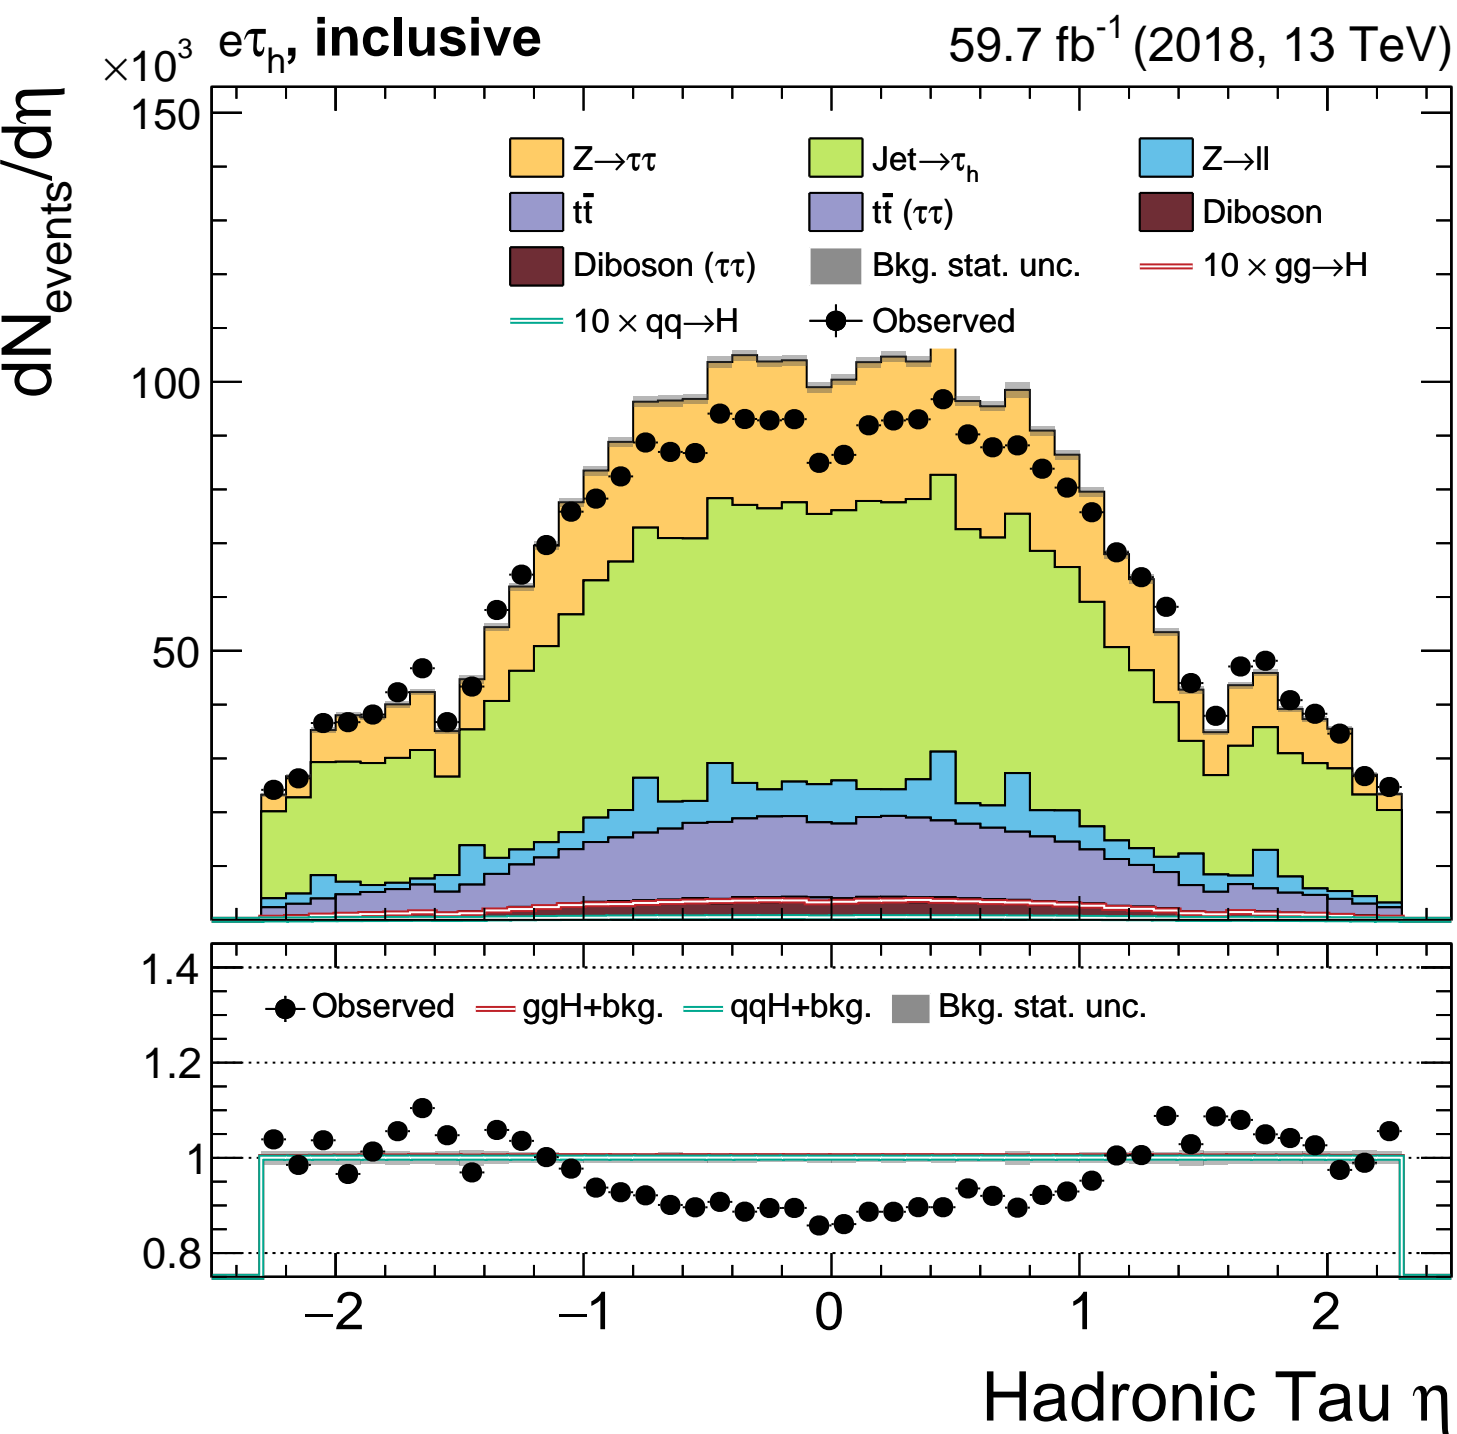 ×10³ eτₕ, inclusive 59.7 fb⁻¹ (2018, 13 TeV)
dN_events/dη
150
100
50
Z→ττ Jet→τₕ Z→ll
tt̄ tt̄ (ττ) Diboson
Diboson (ττ) Bkg. stat. unc. 10 × gg→H
10 × qq→H Observed
1.4
1.2
1
0.8
Observed ggH+bkg. qqH+bkg. Bkg. stat. unc.
−2 −1 0 1 2
Hadronic Tau η